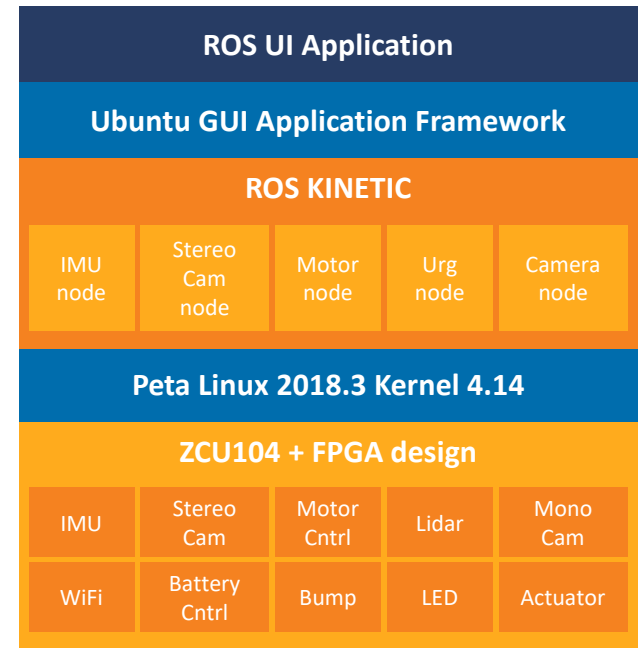 ROS UI Application
Ubuntu GUI Application Framework
ROS KINETIC
IMU
node
Stereo
Cam
node
Motor
node
Urg
node
Camera
node
Peta Linux 2018.3 Kernel 4.14
ZCU104 + FPGA design
IMU
Stereo
Cam
Motor
Cntrl
Lidar
Mono
Cam
WiFi
Battery
Cntrl
Bump
LED
Actuator